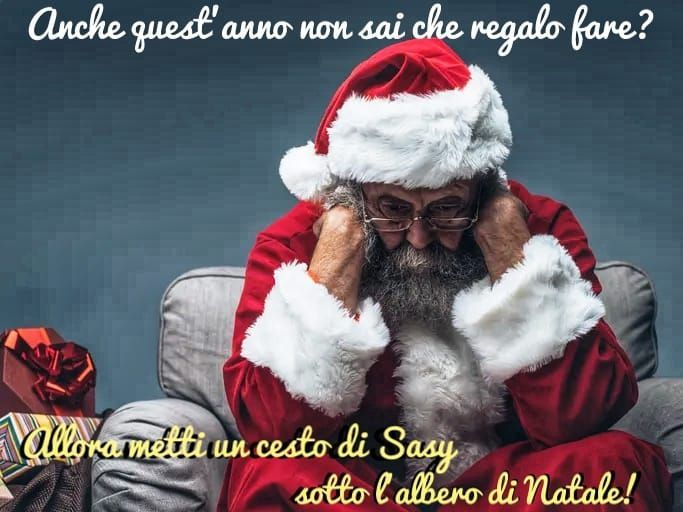 Anche quest'anno non sai che regalo fare?
Allora metti un cesto di Sasy
sotto l'albero di Natale!